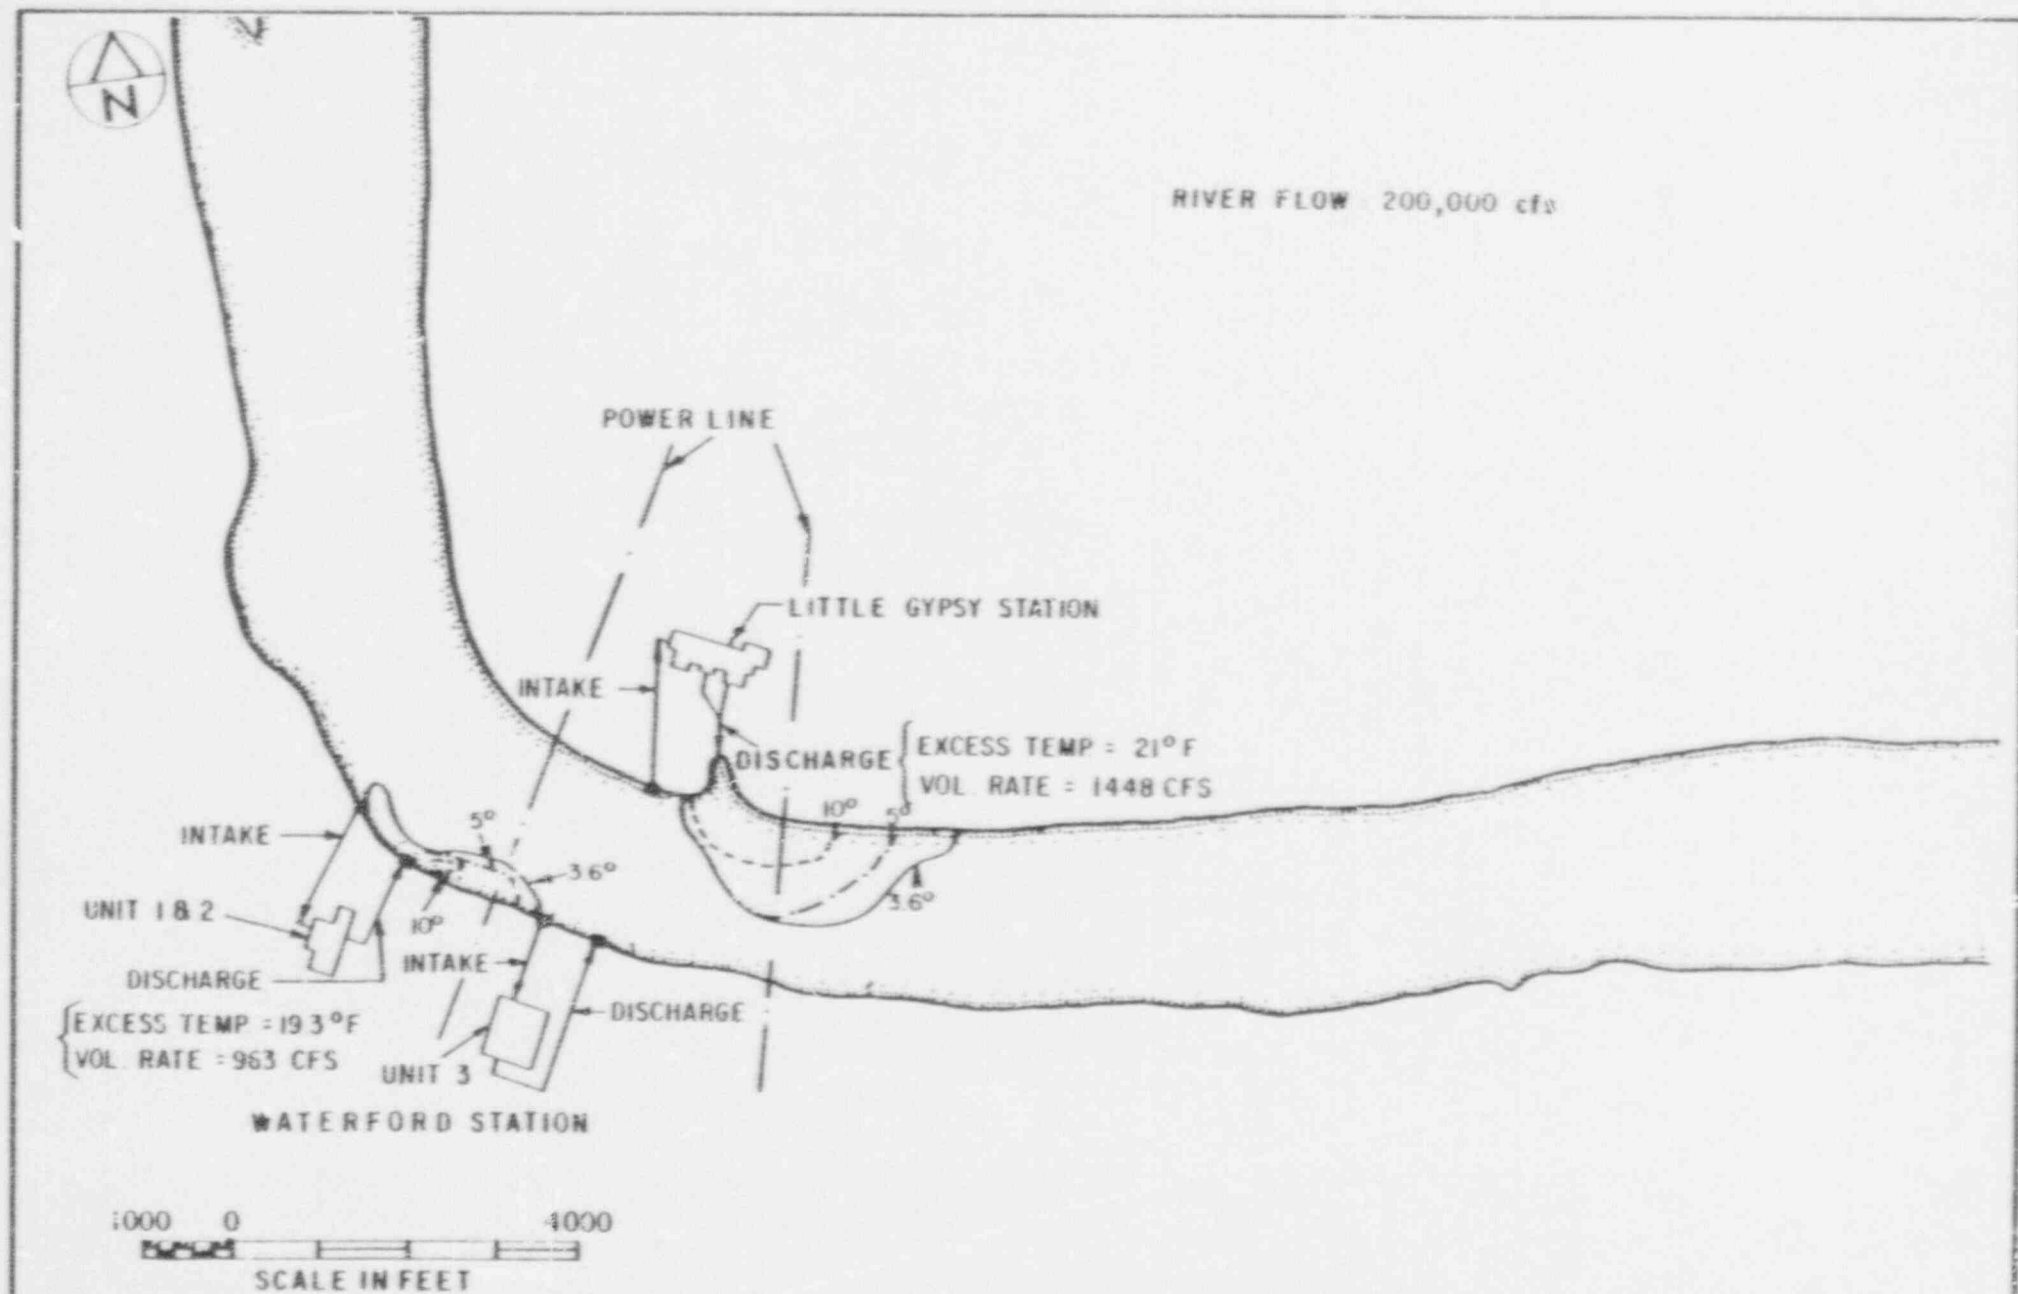 N
RIVER FLOW 200,000 cfs
POWER LINE
LITTLE GYPSY STATION
INTAKE
DISCHARGE
EXCESS TEMP = 21°F
VOL. RATE = 1448 CFS
10°
5°
3.6°
5°
3.6°
10°
INTAKE
UNIT 1 & 2
DISCHARGE
EXCESS TEMP = 19.3°F
VOL. RATE = 963 CFS
INTAKE
DISCHARGE
UNIT 3
WATERFORD STATION
1000 0 4000
SCALE IN FEET